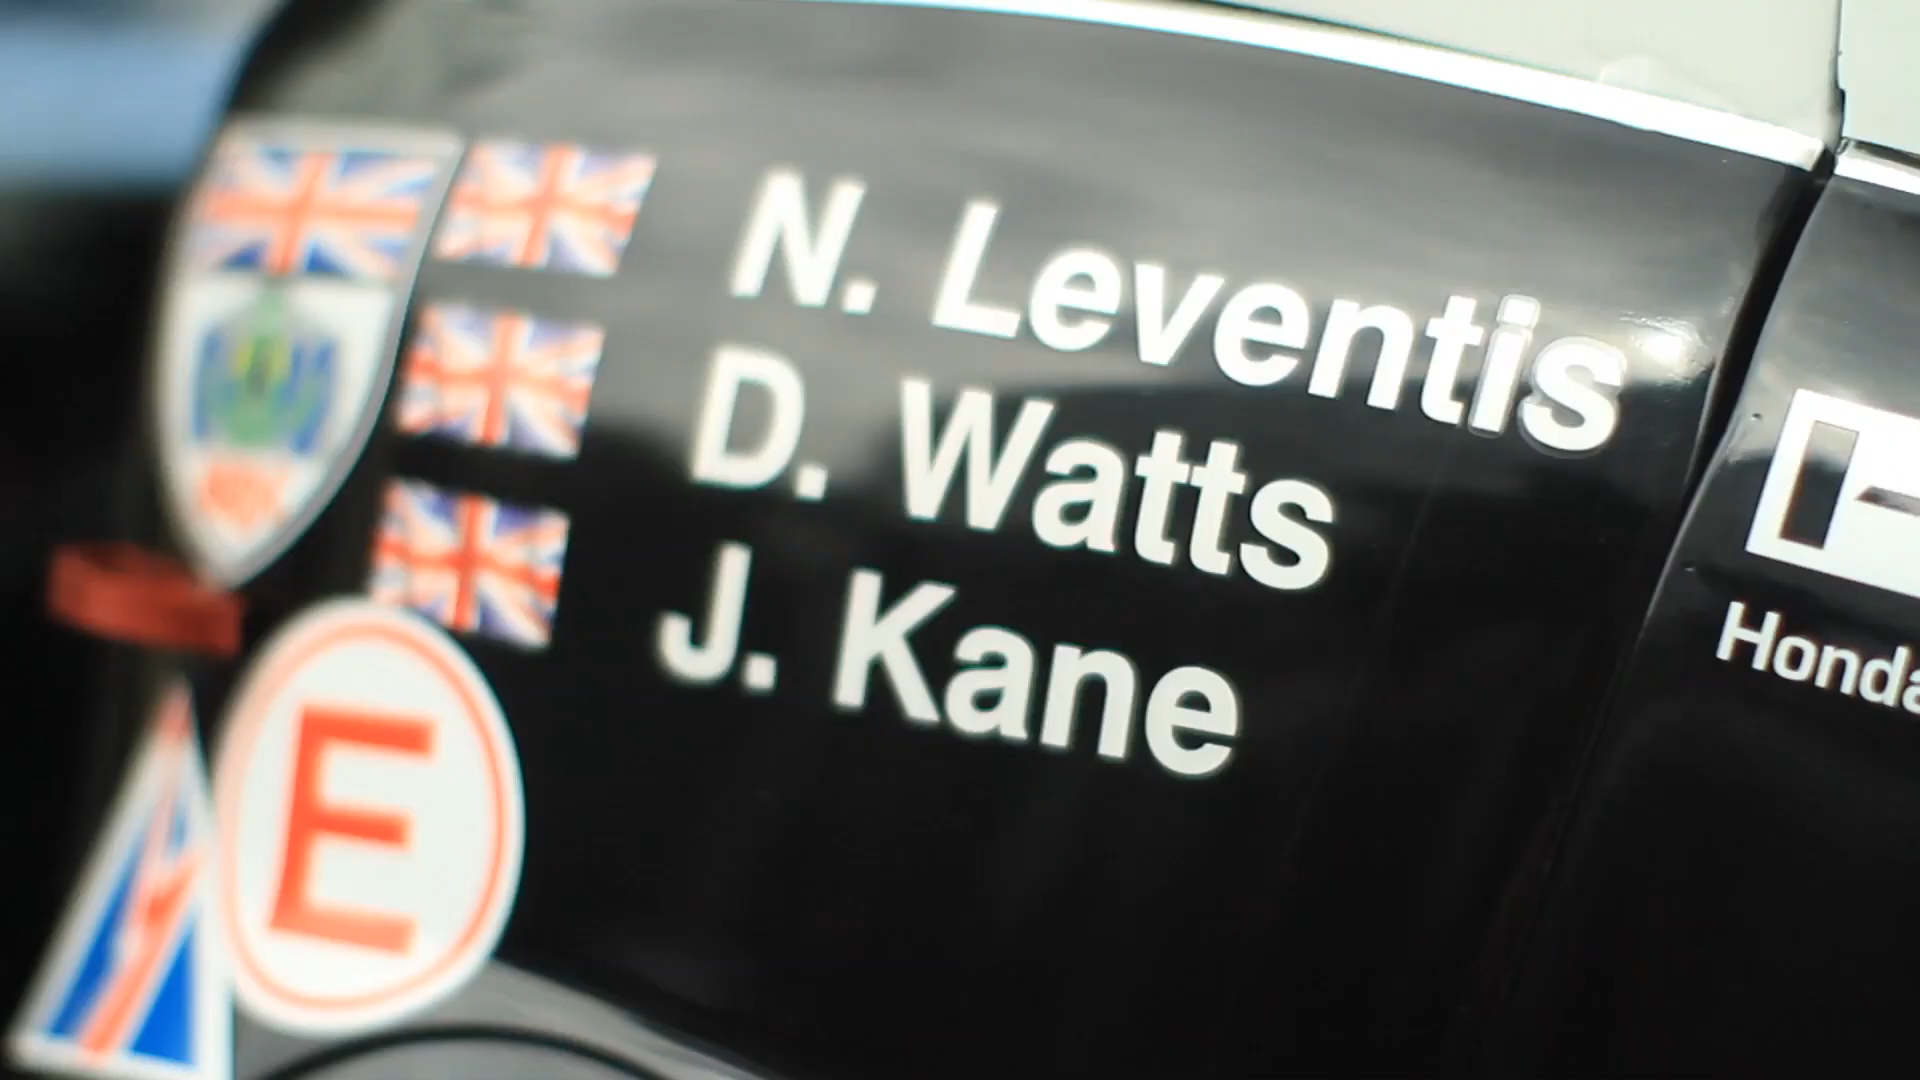 N. Leventis
D. Watts
J. Kane
Honda
E